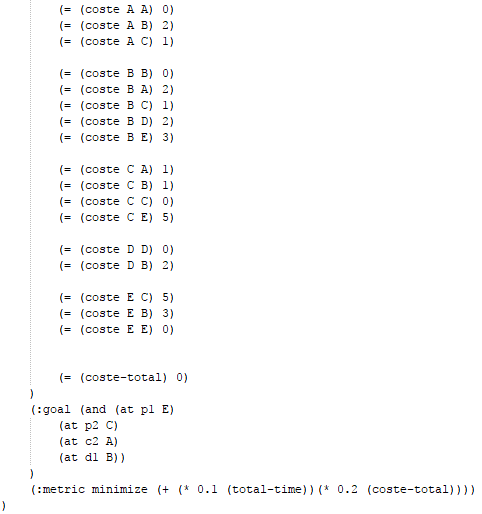 (= (coste A A) 0)
(= (coste A B) 2)
(= (coste A C) 1)
(= (coste B B) 0)
(= (coste B A) 2)
(= (coste B C) 1)
(= (coste B D) 2)
(= (coste B E) 3)
(= (coste C A) 1)
(= (coste C B) 1)
(= (coste C C) 0)
(= (coste C E) 5)
(= (coste D D) 0)
(= (coste D B) 2)
(= (coste E C) 5)
(= (coste E B) 3)
(= (coste E E) 0)
(= (coste-total) 0)
)
(:goal (and (at p1 E)
(at p2 C)
(at c2 A)
(at d1 B))
)
(:metric minimize (+ (* 0.1 (total-time))(* 0.2 (coste-total))))
)